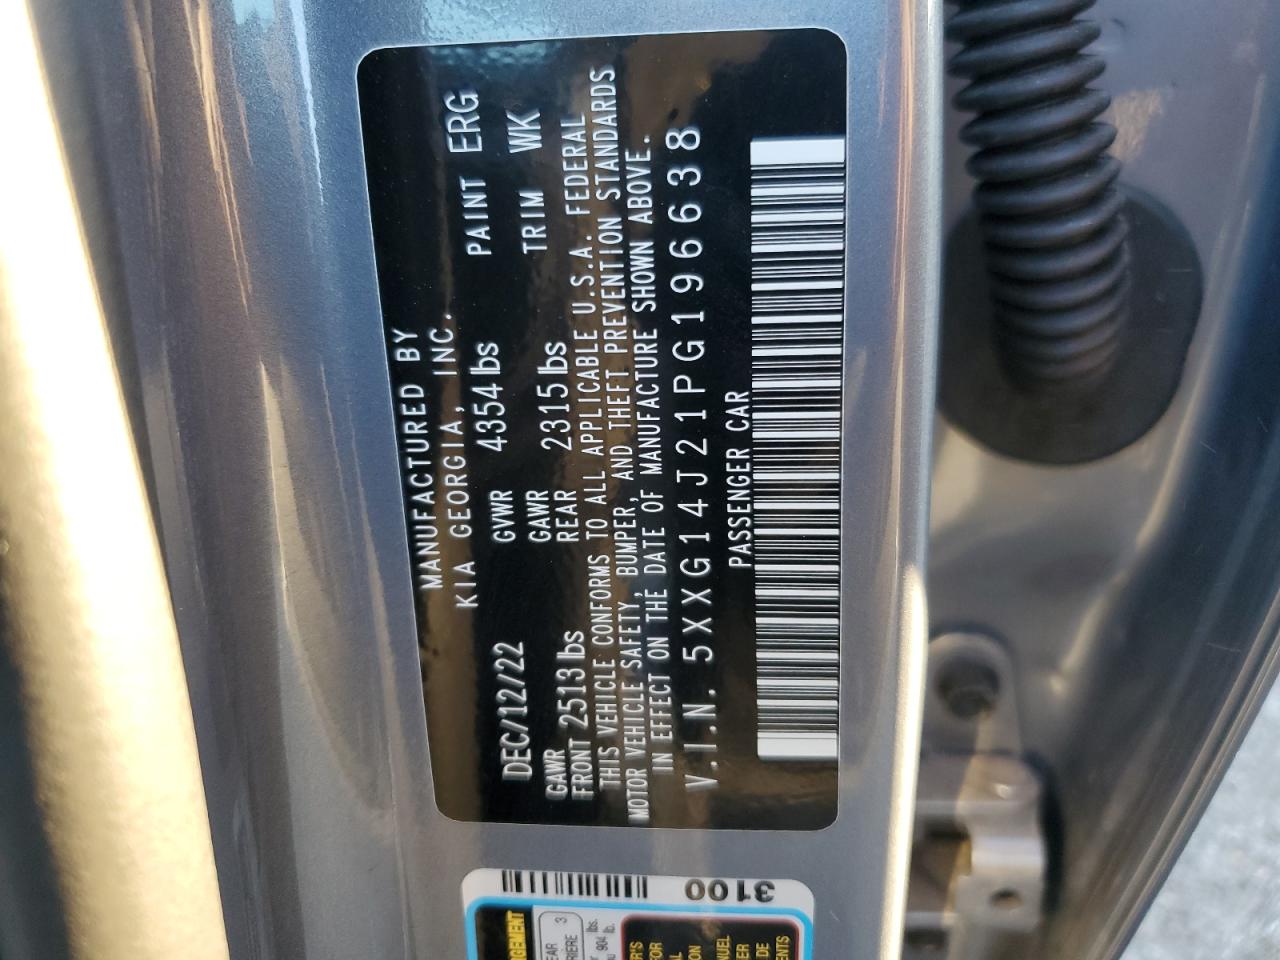 MANUFACTURED BY
KIA GEORGIA, INC.
DEC/12/22 GVWR 4354 lbs PAINT ERG
GAWR FRONT 2513 lbs GAWR REAR 2315 lbs TRIM WK
THIS VEHICLE CONFORMS TO ALL APPLICABLE U.S.A. FEDERAL
MOTOR VEHICLE SAFETY, BUMPER, AND THEFT PREVENTION STANDARDS
IN EFFECT ON THE DATE OF MANUFACTURE SHOWN ABOVE.
V.I.N. 5XXG14J21PG196638
PASSENGER CAR
3100